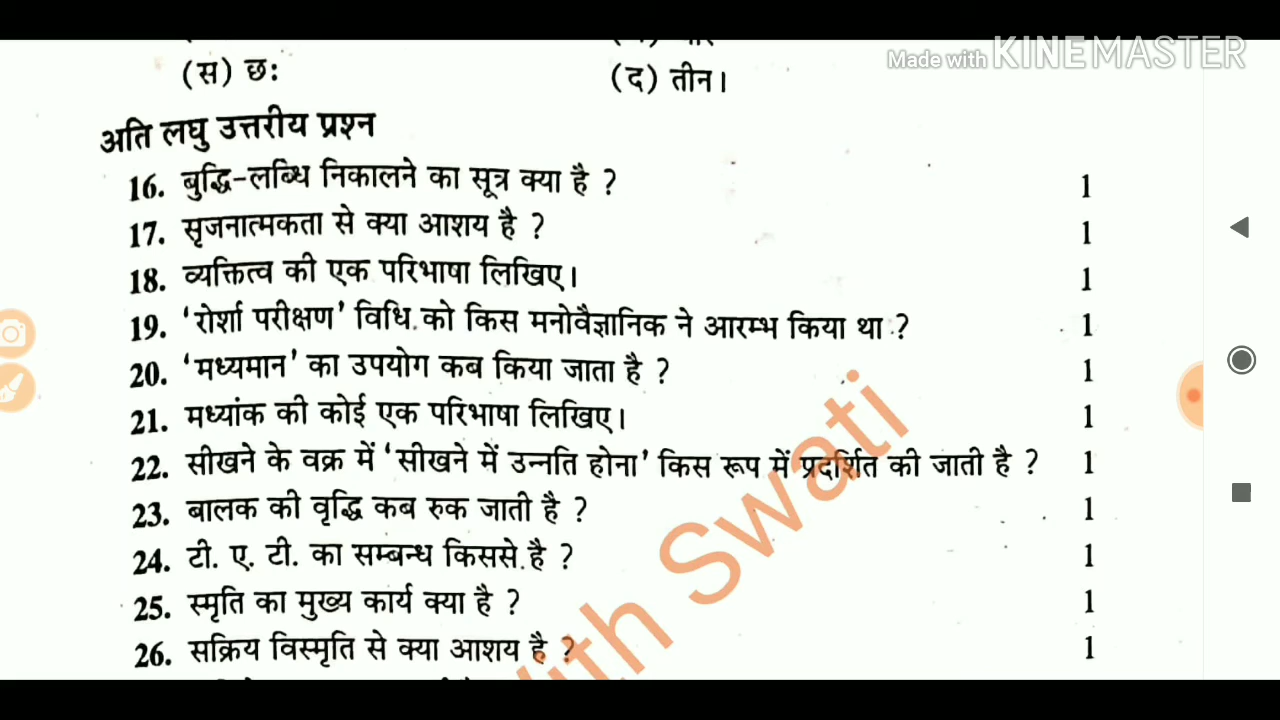 Made with KINEMASTER
(स) छः
(द) तीन।
अति लघु उत्तरीय प्रश्न
16. बुद्धि-लब्धि निकालने का सूत्र क्या है ? 1
17. सृजनात्मकता से क्या आशय है ? 1
18. व्यक्तित्व की एक परिभाषा लिखिए। 1
19. 'रोर्शा परीक्षण' विधि को किस मनोवैज्ञानिक ने आरम्भ किया था ? 1
20. 'मध्यमान' का उपयोग कब किया जाता है ? 1
21. मध्यांक की कोई एक परिभाषा लिखिए। 1
22. सीखने के वक्र में 'सीखने में उन्नति होना' किस रूप में प्रदर्शित की जाती है ? 1
23. बालक की वृद्धि कब रुक जाती है ? 1
24. टी. ए. टी. का सम्बन्ध किससे है ? 1
25. स्मृति का मुख्य कार्य क्या है ? 1
26. सक्रिय विस्मृति से क्या आशय है ? 1
With Swati